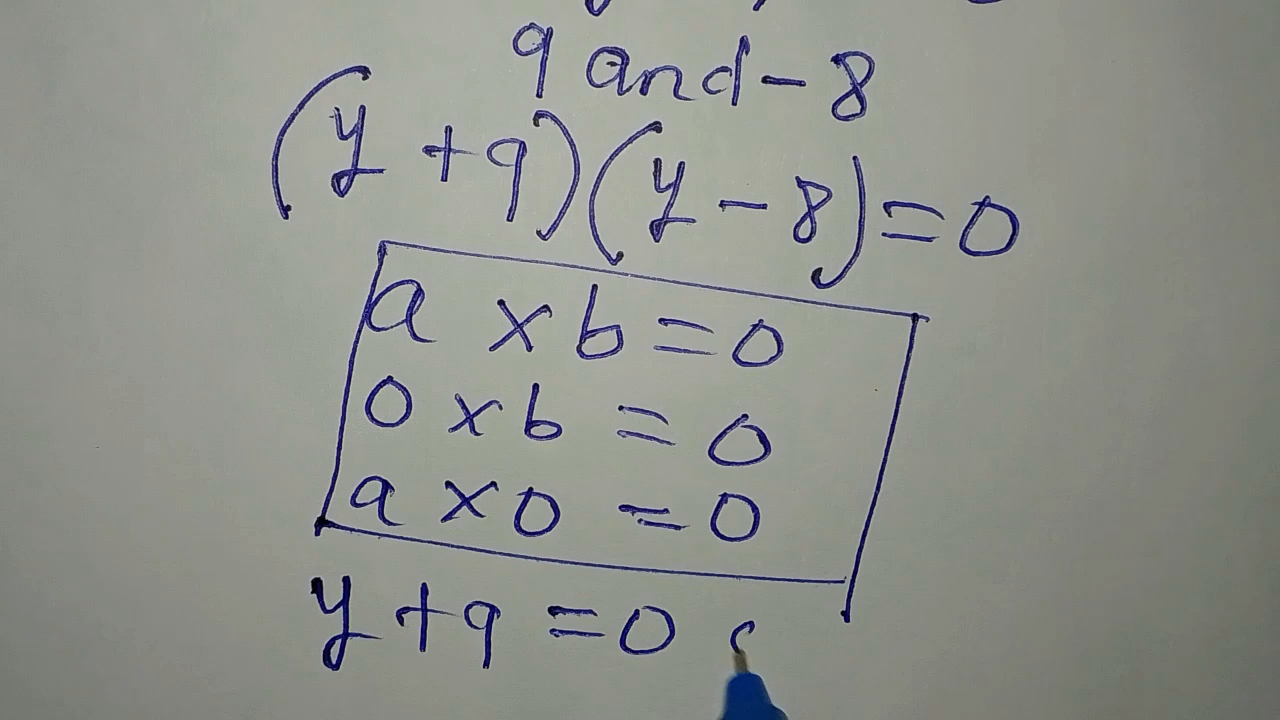 9 and - 8
(y + 9)(y - 8) = 0
a × b = 0
0 × b = 0
a × 0 = 0
y + 9 = 0